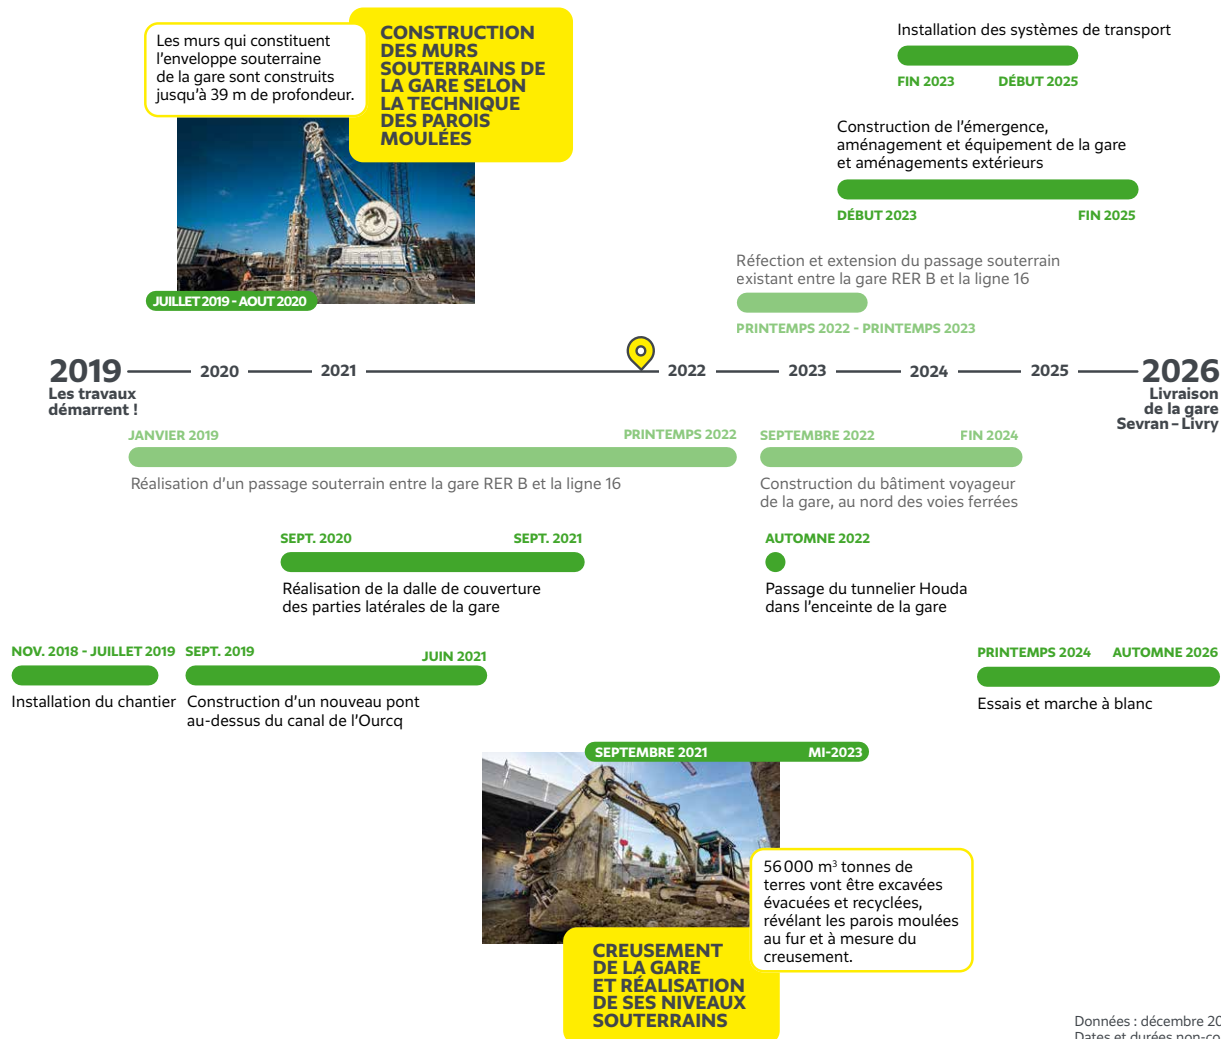 Les murs qui constituent
l'enveloppe souterraine
de la gare sont construits
jusqu'à 39 m de profondeur.
CONSTRUCTION
DES MURS
SOUTERRAINS DE
LA GARE SELON
LA TECHNIQUE
DES PAROIS
MOULÉES
JUILLET 2019 - AOUT 2020
Installation des systèmes de transport
FIN 2023 DÉBUT 2025
Construction de l'émergence,
aménagement et équipement de la gare
et aménagements extérieurs
DÉBUT 2023 FIN 2025
Réfection et extension du passage souterrain
existant entre la gare RER B et la ligne 16
PRINTEMPS 2022 - PRINTEMPS 2023
2019 2020 2021 2022 2023 2024 2025 2026
Les travaux
démarrent !
Livraison
de la gare
Sevran – Livry
JANVIER 2019 PRINTEMPS 2022
Réalisation d'un passage souterrain entre la gare RER B et la ligne 16
SEPTEMBRE 2022 FIN 2024
Construction du bâtiment voyageur
de la gare, au nord des voies ferrées
SEPT. 2020 SEPT. 2021
Réalisation de la dalle de couverture
des parties latérales de la gare
AUTOMNE 2022
Passage du tunnelier Houda
dans l'enceinte de la gare
NOV. 2018 - JUILLET 2019
Installation du chantier
SEPT. 2019 JUIN 2021
Construction d'un nouveau pont
au-dessus du canal de l'Ourcq
PRINTEMPS 2024 AUTOMNE 2026
Essais et marche à blanc
SEPTEMBRE 2021 MI-2023
56 000 m³ tonnes de
terres vont être excavées
évacuées et recyclées,
révélant les parois moulées
au fur et à mesure du
creusement.
CREUSEMENT
DE LA GARE
ET RÉALISATION
DE SES NIVEAUX
SOUTERRAINS
Données : décembre 20
Dates et durées non-co